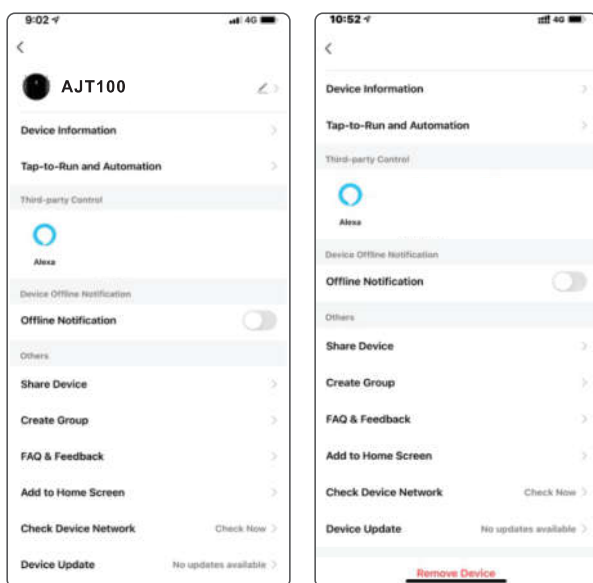 9:02 4G
AJT100
Device Information
Tap-to-Run and Automation
Third-party Control
Alexa
Device Offline Notification
Offline Notification
Others
Share Device
Create Group
FAQ & Feedback
Add to Home Screen
Check Device Network Check Now
Device Update No updates available
10:52 4G
Device Information
Tap-to-Run and Automation
Third-party Control
Alexa
Device Offline Notification
Offline Notification
Others
Share Device
Create Group
FAQ & Feedback
Add to Home Screen
Check Device Network Check Now
Device Update No updates available
Remove Device